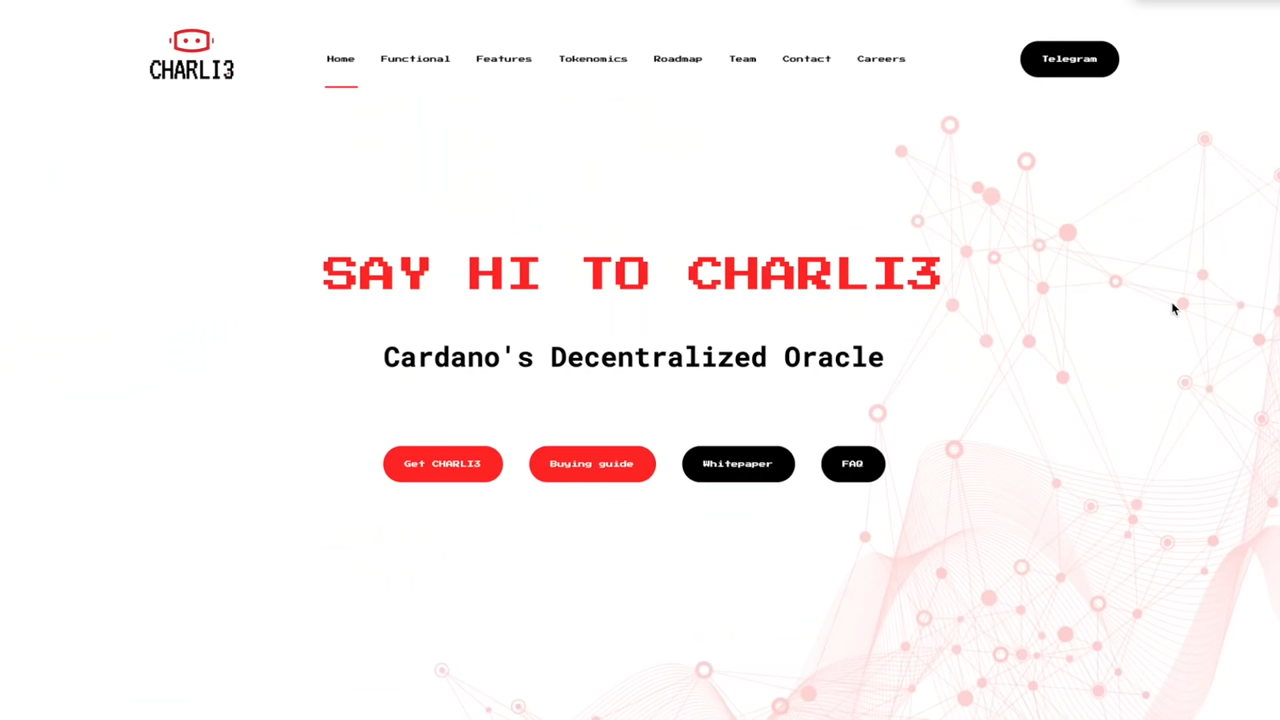 CHARLI3
Home Functional Features Tokenomics Roadmap Team Contact Careers
Telegram
SAY HI TO CHARLI3
Cardano's Decentralized Oracle
Get CHARLI3 Buying guide Whitepaper FAQ